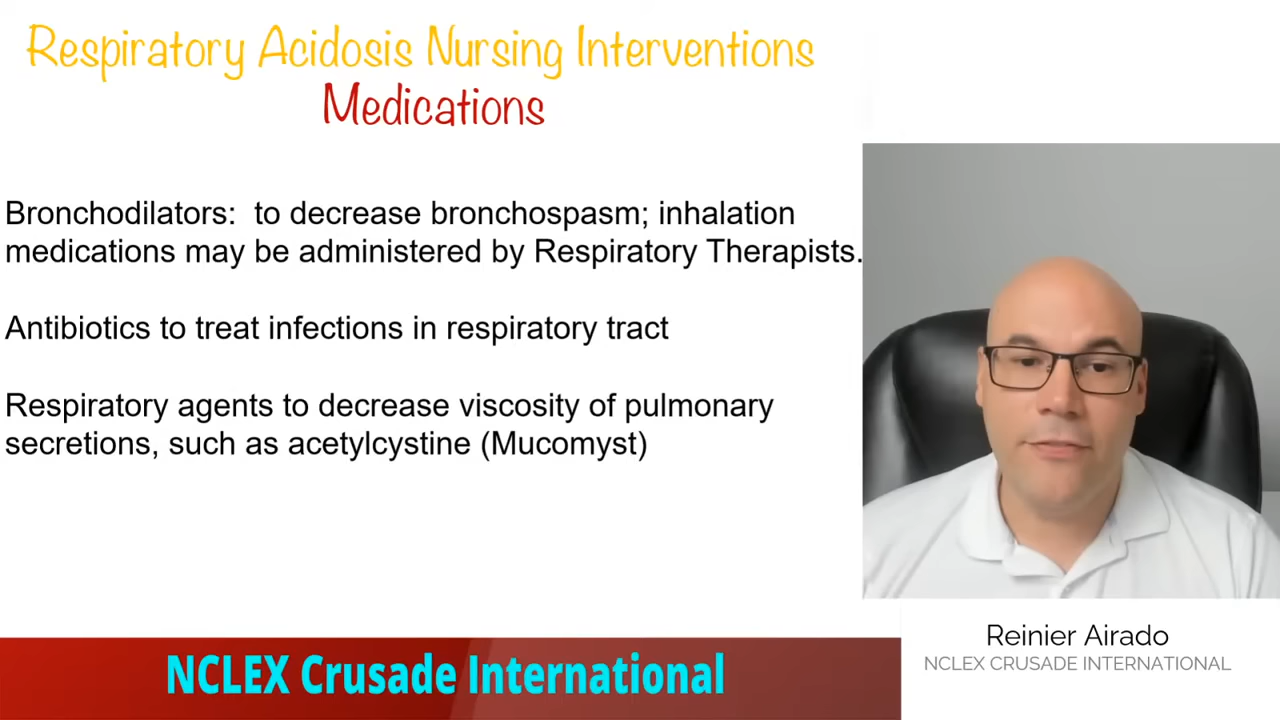 Respiratory Acidosis Nursing Interventions
Medications
Bronchodilators:  to decrease bronchospasm; inhalation
medications may be administered by Respiratory Therapists.
Antibiotics to treat infections in respiratory tract
Respiratory agents to decrease viscosity of pulmonary
secretions, such as acetylcystine (Mucomyst)
Reinier Airado
NCLEX CRUSADE INTERNATIONAL
NCLEX Crusade International